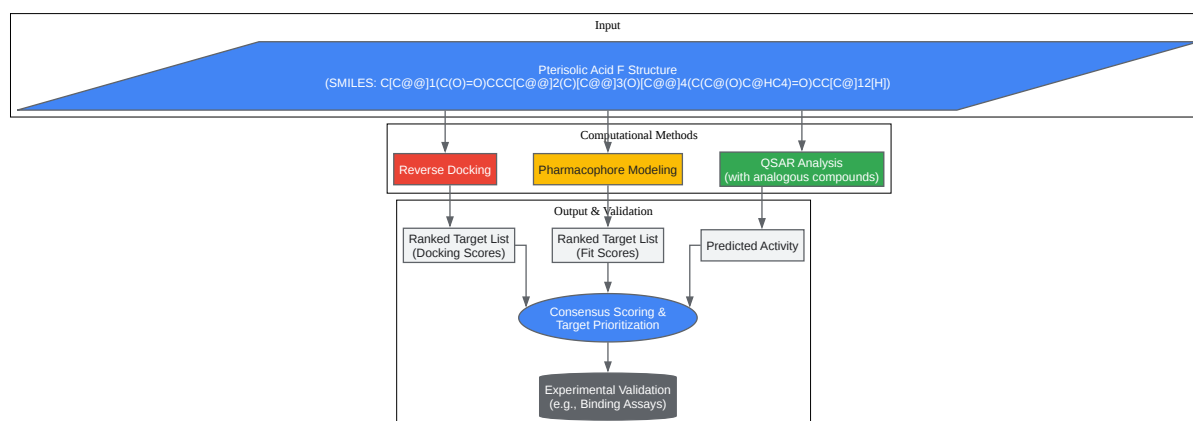 Input
Pterisolic Acid F Structure
(SMILES: C[C@@]1(C(O)=O)CCC[C@@]2(C)[C@@]3(O)[C@@]4(C(C@(O)C@HC4)=O)CC[C@]12[H])
Computational Methods
Reverse Docking
Pharmacophore Modeling
QSAR Analysis
(with analogous compounds)
Output & Validation
Ranked Target List
(Docking Scores)
Ranked Target List
(Fit Scores)
Predicted Activity
Consensus Scoring &
Target Prioritization
Experimental Validation
(e.g., Binding Assays)